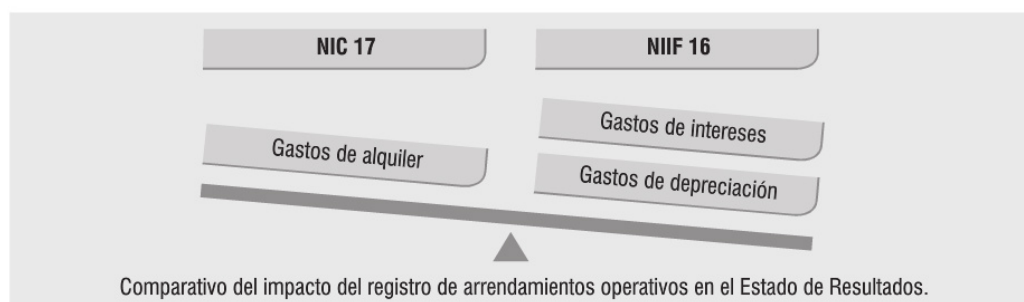 NIC 17
NIIF 16
Gastos de alquiler
Gastos de intereses
Gastos de depreciación
Comparativo del impacto del registro de arrendamientos operativos en el Estado de Resultados.